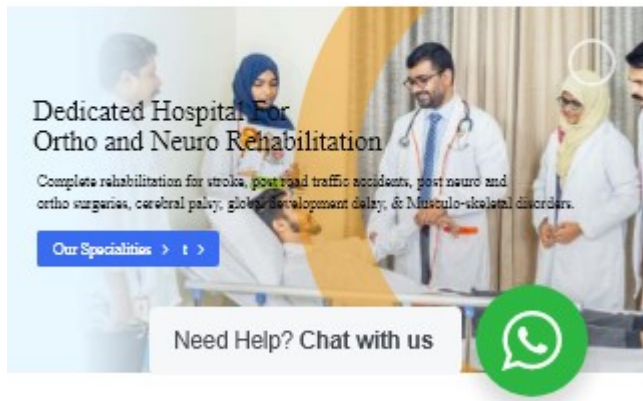 Dedicated Hospital For
Ortho and Neuro Rehabilitation
Complete rehabilitation for stroke, post road traffic accidents, post neuro and
ortho surgeries, cerebral palsy, global development delay, & Musculo-skeletal disorders.
Our Specialities > t >
Need Help? Chat with us